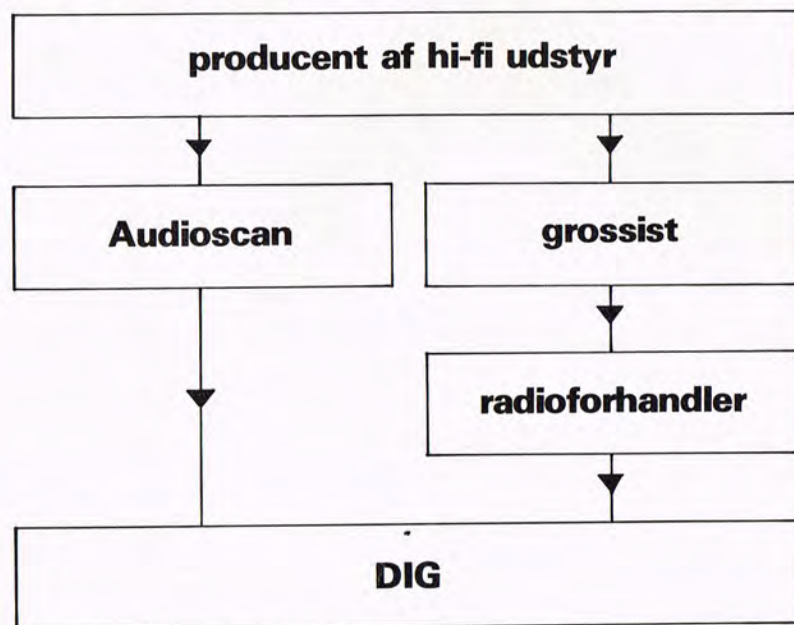 producent af hi-fi udstyr
Audioscan
grossist
radioforhandler
DIG